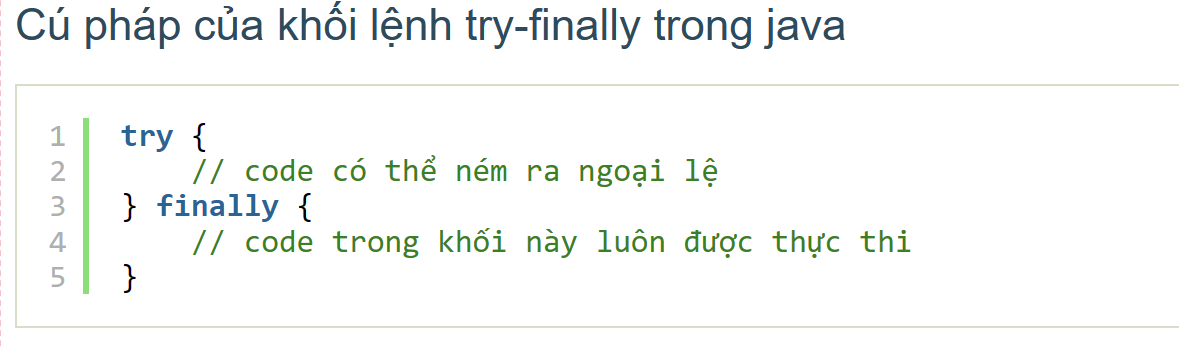 Cú pháp của khối lệnh try-finally trong java
1 try {
2 // code có thể ném ra ngoại lệ
3 } finally {
4 // code trong khối này luôn được thực thi
5 }